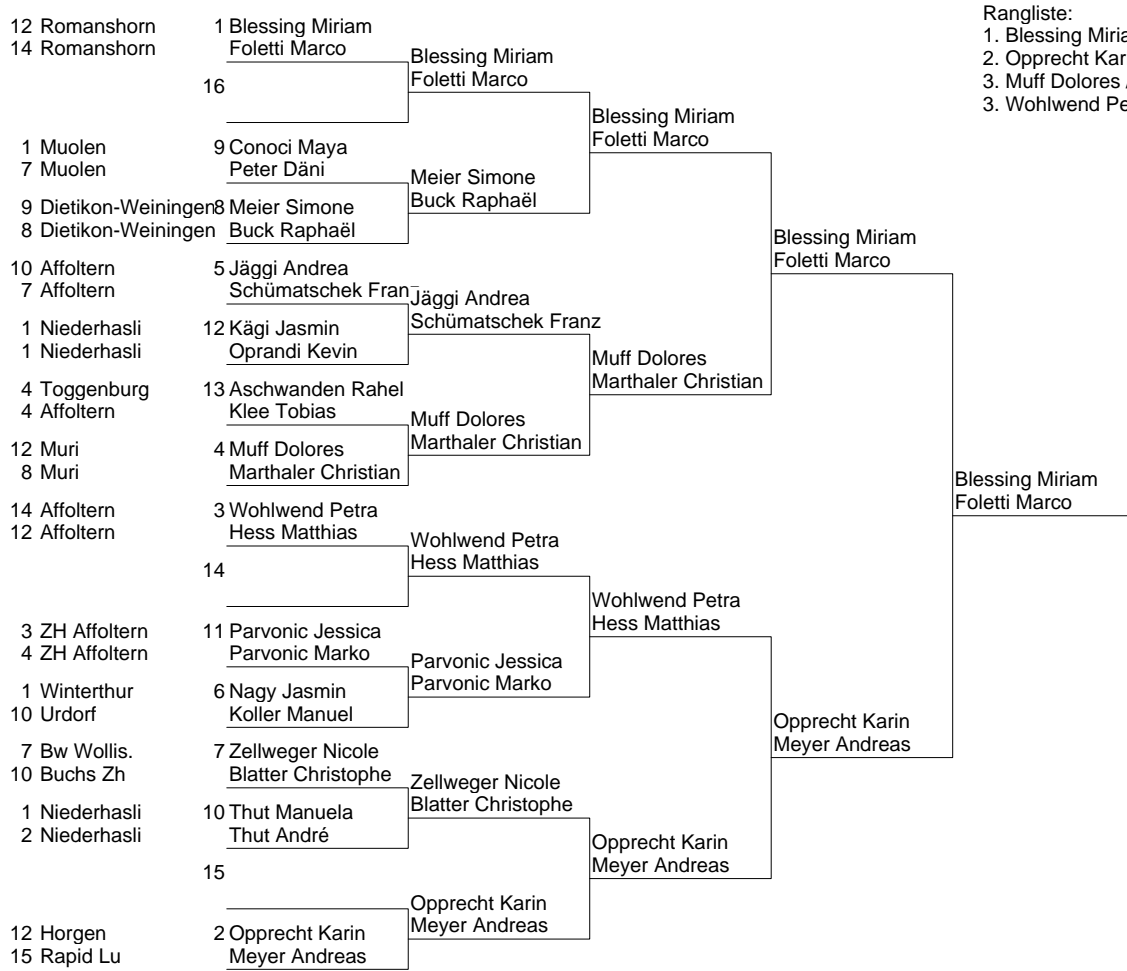 12 Romanshorn 1 Blessing Miriam
14 Romanshorn Foletti Marco
16
1 Muolen 9 Conoci Maya
7 Muolen Peter Däni
9 Dietikon-Weiningen 8 Meier Simone
8 Dietikon-Weiningen Buck Raphaël
10 Affoltern 5 Jäggi Andrea
7 Affoltern Schümatschek Fran
1 Niederhasli 12 Kägi Jasmin
1 Niederhasli Oprandi Kevin
4 Toggenburg 13 Aschwanden Rahel
4 Affoltern Klee Tobias
12 Muri 4 Muff Dolores
8 Muri Marthaler Christian
14 Affoltern 3 Wohlwend Petra
12 Affoltern Hess Matthias
14
3 ZH Affoltern 11 Parvonic Jessica
4 ZH Affoltern Parvonic Marko
1 Winterthur 6 Nagy Jasmin
10 Urdorf Koller Manuel
7 Bw Wollis. 7 Zellweger Nicole
10 Buchs Zh Blatter Christophe
1 Niederhasli 10 Thut Manuela
2 Niederhasli Thut André
15
12 Horgen 2 Opprecht Karin
15 Rapid Lu Meyer Andreas
Blessing Miriam
Foletti Marco
Meier Simone
Buck Raphaël
Jäggi Andrea
Schümatschek Franz
Muff Dolores
Marthaler Christian
Wohlwend Petra
Hess Matthias
Parvonic Jessica
Parvonic Marko
Zellweger Nicole
Blatter Christophe
Opprecht Karin
Meyer Andreas
Blessing Miriam
Foletti Marco
Muff Dolores
Marthaler Christian
Wohlwend Petra
Hess Matthias
Opprecht Karin
Meyer Andreas
Blessing Miriam
Foletti Marco
Opprecht Karin
Meyer Andreas
Blessing Miriam
Foletti Marco
Rangliste:
1. Blessing Miria
2. Opprecht Kar
3. Muff Dolores
3. Wohlwend Pe